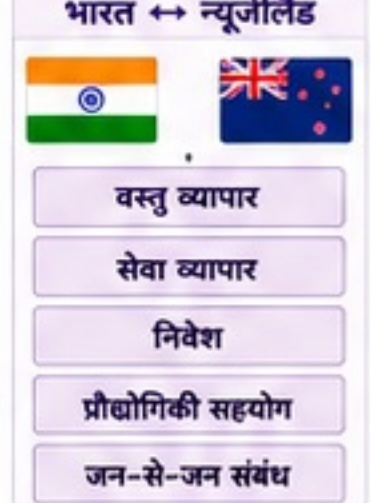 भारत ↔ न्यूजीलैंड
वस्तु व्यापार
सेवा व्यापार
निवेश
प्रौद्योगिकी सहयोग
जन-से-जन संबंध